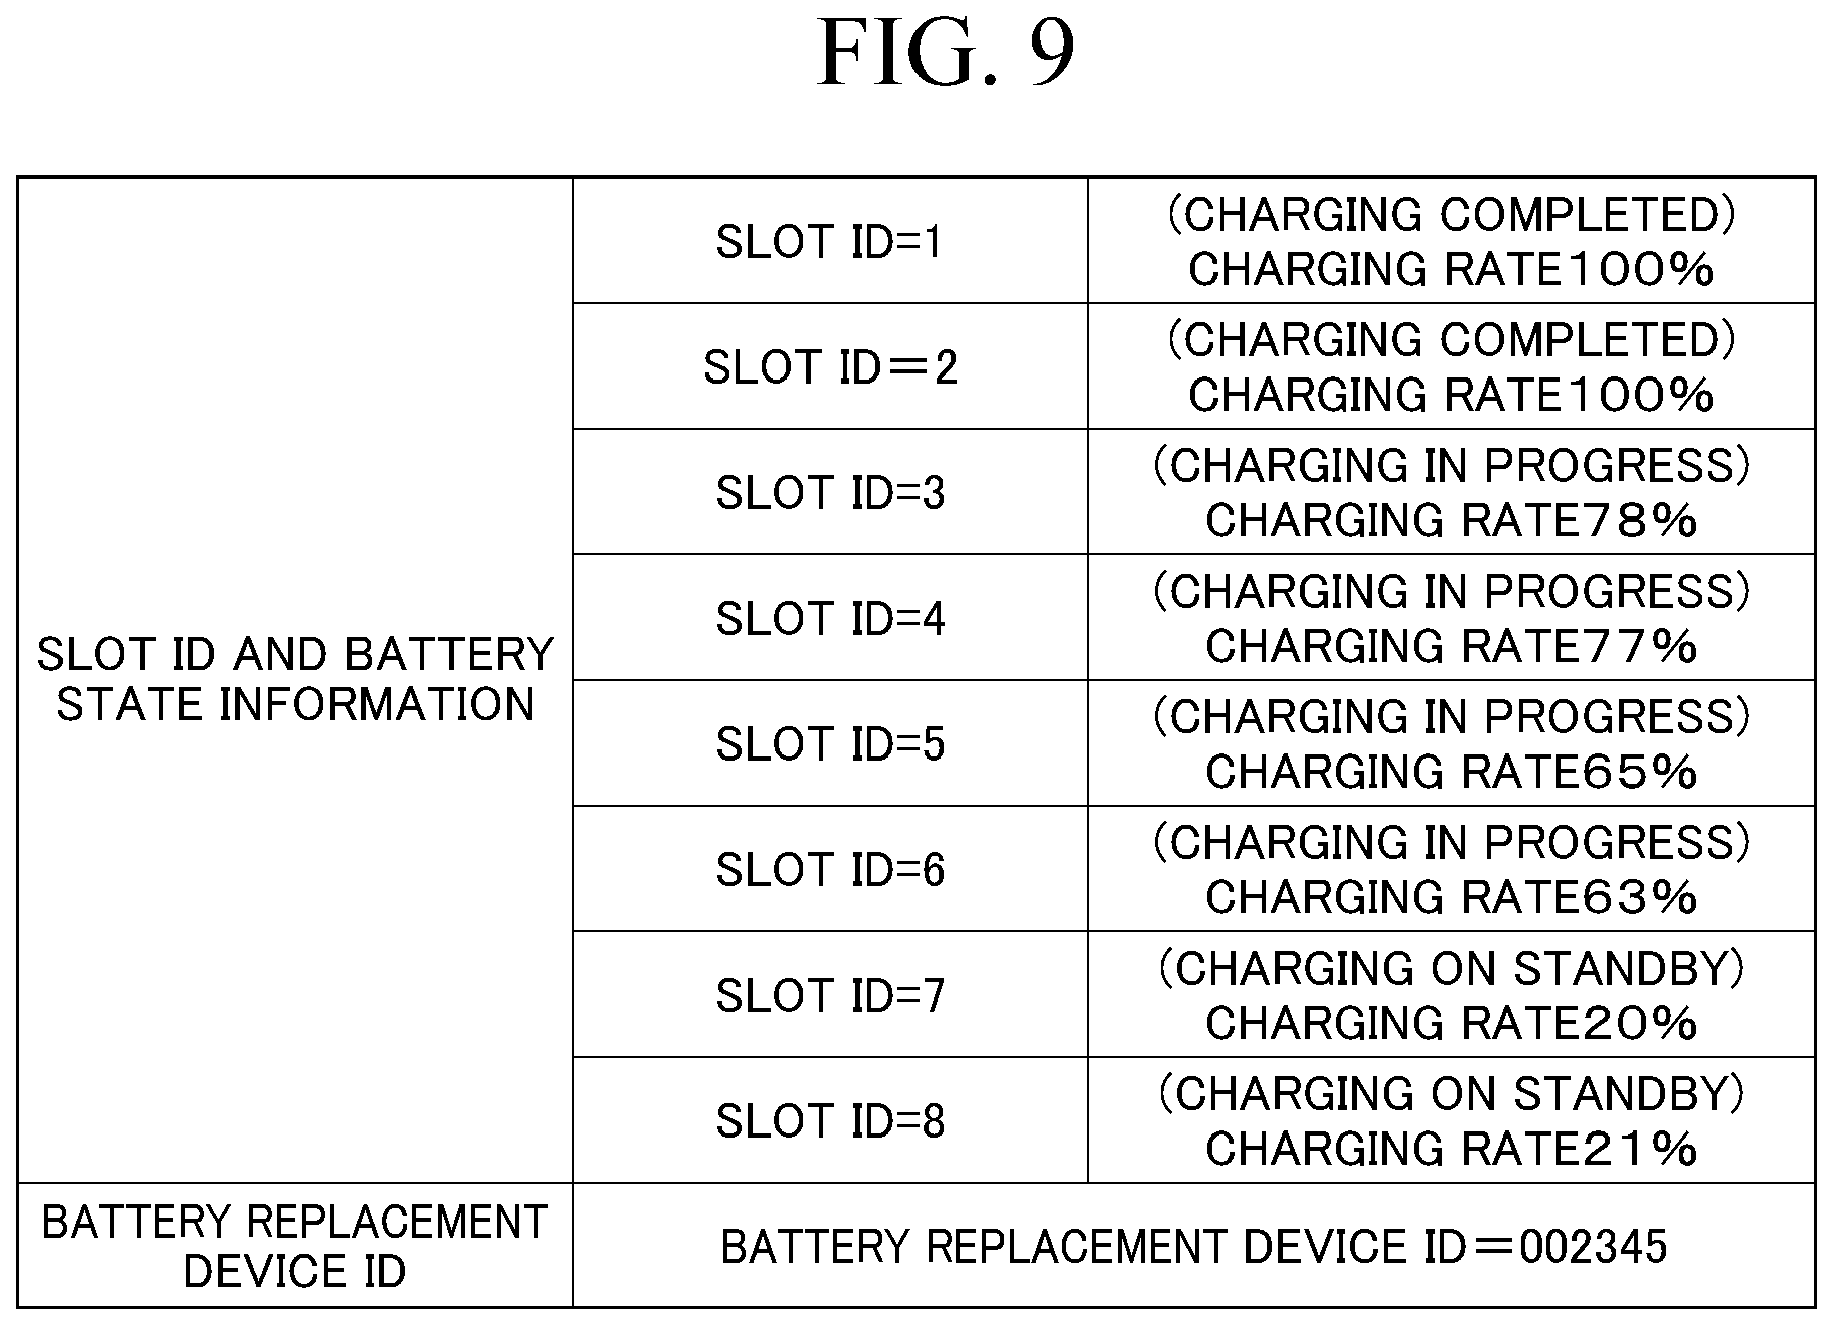 FIG. 9
SLOT ID AND BATTERY
STATE INFORMATION
SLOT ID=1
(CHARGING COMPLETED)
CHARGING RATE100%
SLOT ID=2
(CHARGING COMPLETED)
CHARGING RATE100%
SLOT ID=3
(CHARGING IN PROGRESS)
CHARGING RATE78%
SLOT ID=4
(CHARGING IN PROGRESS)
CHARGING RATE77%
SLOT ID=5
(CHARGING IN PROGRESS)
CHARGING RATE65%
SLOT ID=6
(CHARGING IN PROGRESS)
CHARGING RATE63%
SLOT ID=7
(CHARGING ON STANDBY)
CHARGING RATE20%
SLOT ID=8
(CHARGING ON STANDBY)
CHARGING RATE21%
BATTERY REPLACEMENT
DEVICE ID
BATTERY REPLACEMENT DEVICE ID=002345